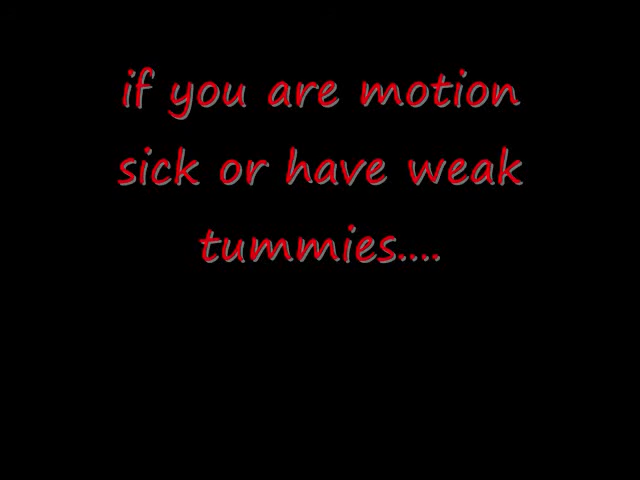 if you are motion
sick or have weak
tummies....